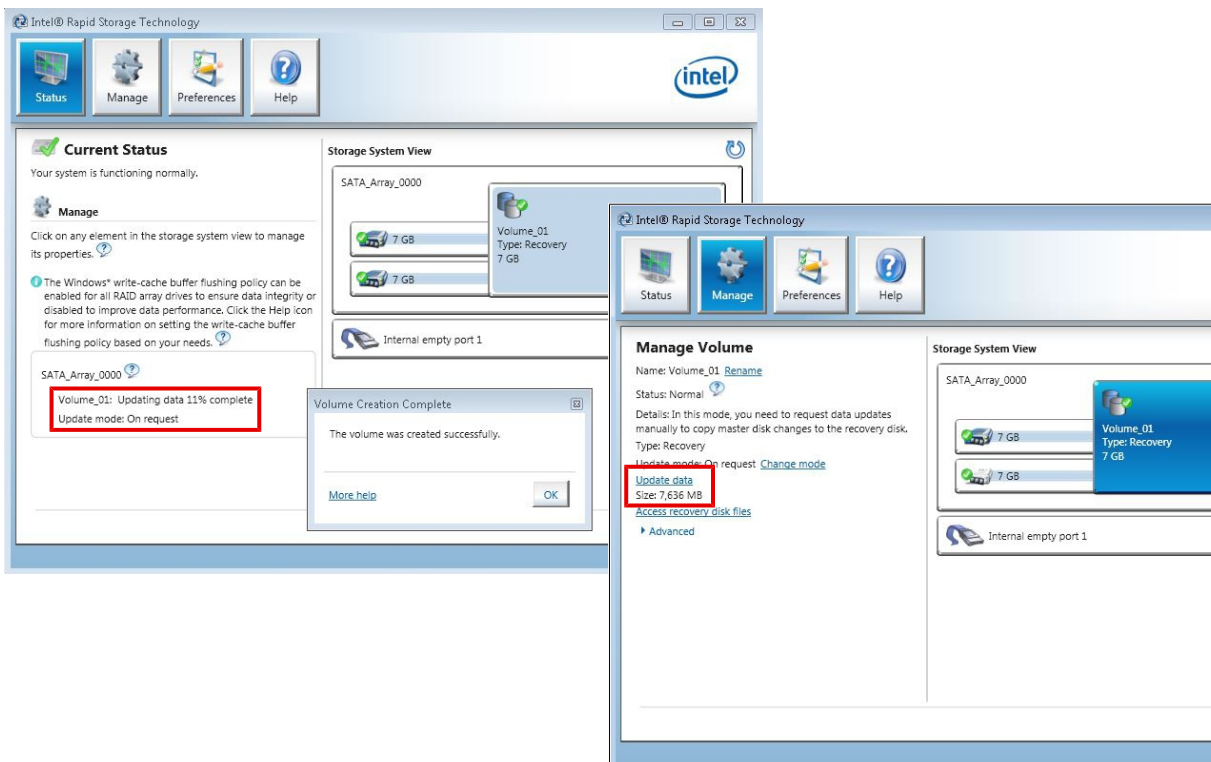 Intel® Rapid Storage Technology
Status
Manage
Preferences
Help
intel
Current Status
Your system is functioning normally.
Manage
Click on any element in the storage system view to manage
its properties.
The Windows* write-cache buffer flushing policy can be
enabled for all RAID array drives to ensure data integrity or
disabled to improve data performance. Click the Help icon
for more information on setting the write-cache buffer
flushing policy based on your needs.
SATA_Array_0000
Volume_01: Updating data 11% complete
Update mode: On request
Storage System View
SATA_Array_0000
7 GB
7 GB
Volume_01
Type: Recovery
7 GB
Internal empty port 1
Volume Creation Complete
The volume was created successfully.
More help
OK
Intel® Rapid Storage Technology
Status
Manage
Preferences
Help
Manage Volume
Name: Volume_01 Rename
Status: Normal
Details: In this mode, you need to request data updates
manually to copy master disk changes to the recovery disk.
Type: Recovery
Update mode: On request Change mode
Update data
Size: 7,636 MB
Access recovery disk files
Advanced
Storage System View
SATA_Array_0000
7 GB
7 GB
Volume_01
Type: Recovery
7 GB
Internal empty port 1